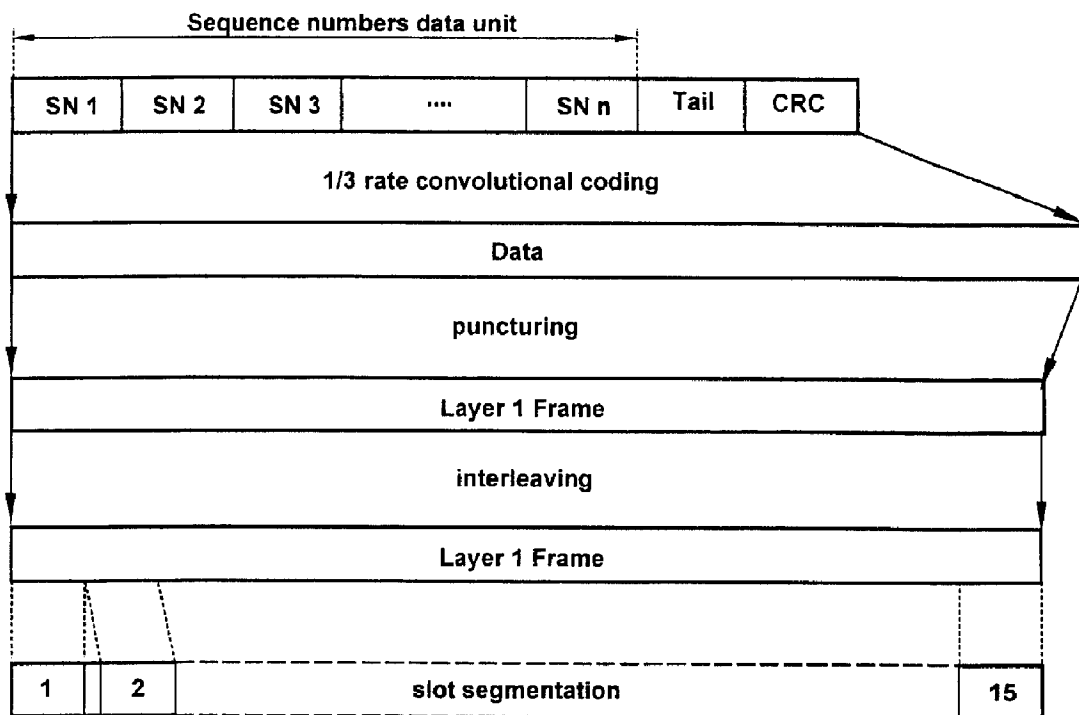 Sequence numbers data unit
SN 1 SN 2 SN 3 .... SN n Tail CRC
1/3 rate convolutional coding
Data
puncturing
Layer 1 Frame
interleaving
Layer 1 Frame
1 2 slot segmentation 15